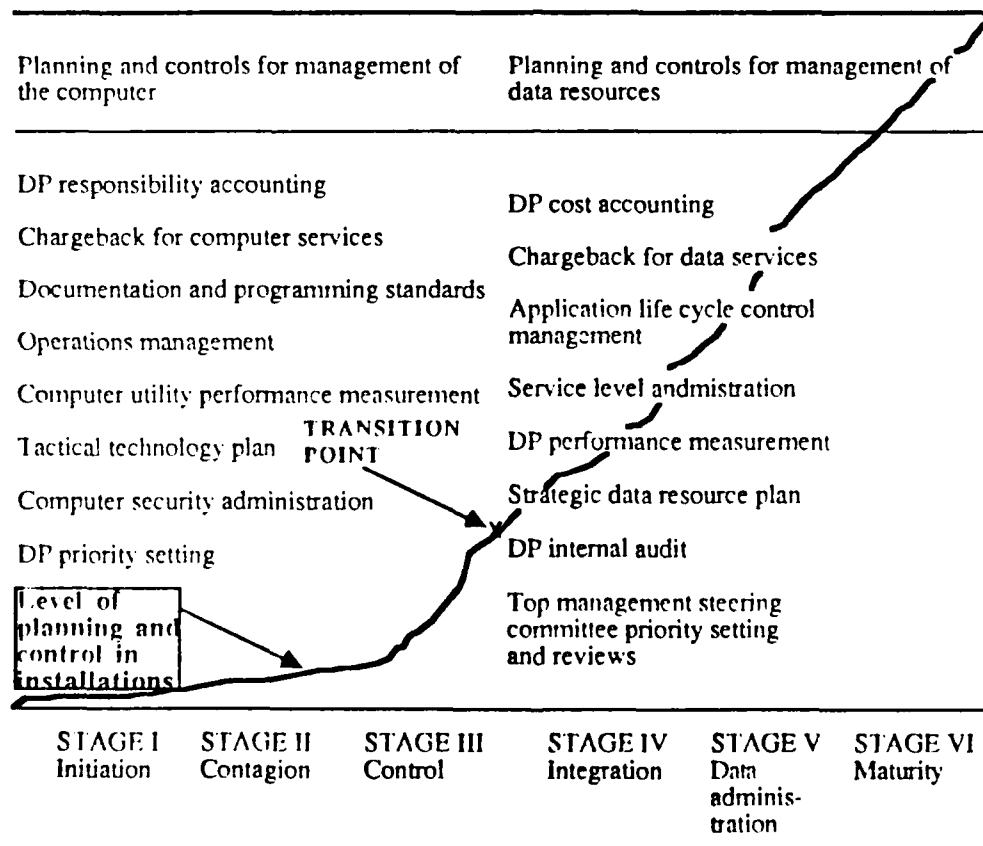 Planning and controls for management of
the computer
Planning and controls for management of
data resources
DP responsibility accounting
Chargeback for computer services
Documentation and programming standards
Operations management
Computer utility performance measurement
Tactical technology plan
TRANSITION
POINT
Computer security administration
DP priority setting
Level of
planning and
control in
installations
DP cost accounting
Chargeback for data services
Application life cycle control
management
Service level andmistration
DP performance measurement
Strategic data resource plan
DP internal audit
Top management steering
committee priority setting
and reviews
STAGE I
Initiation
STAGE II
Contagion
STAGE III
Control
STAGE IV
Integration
STAGE V
Data
adminis-
tration
STAGE VI
Maturity